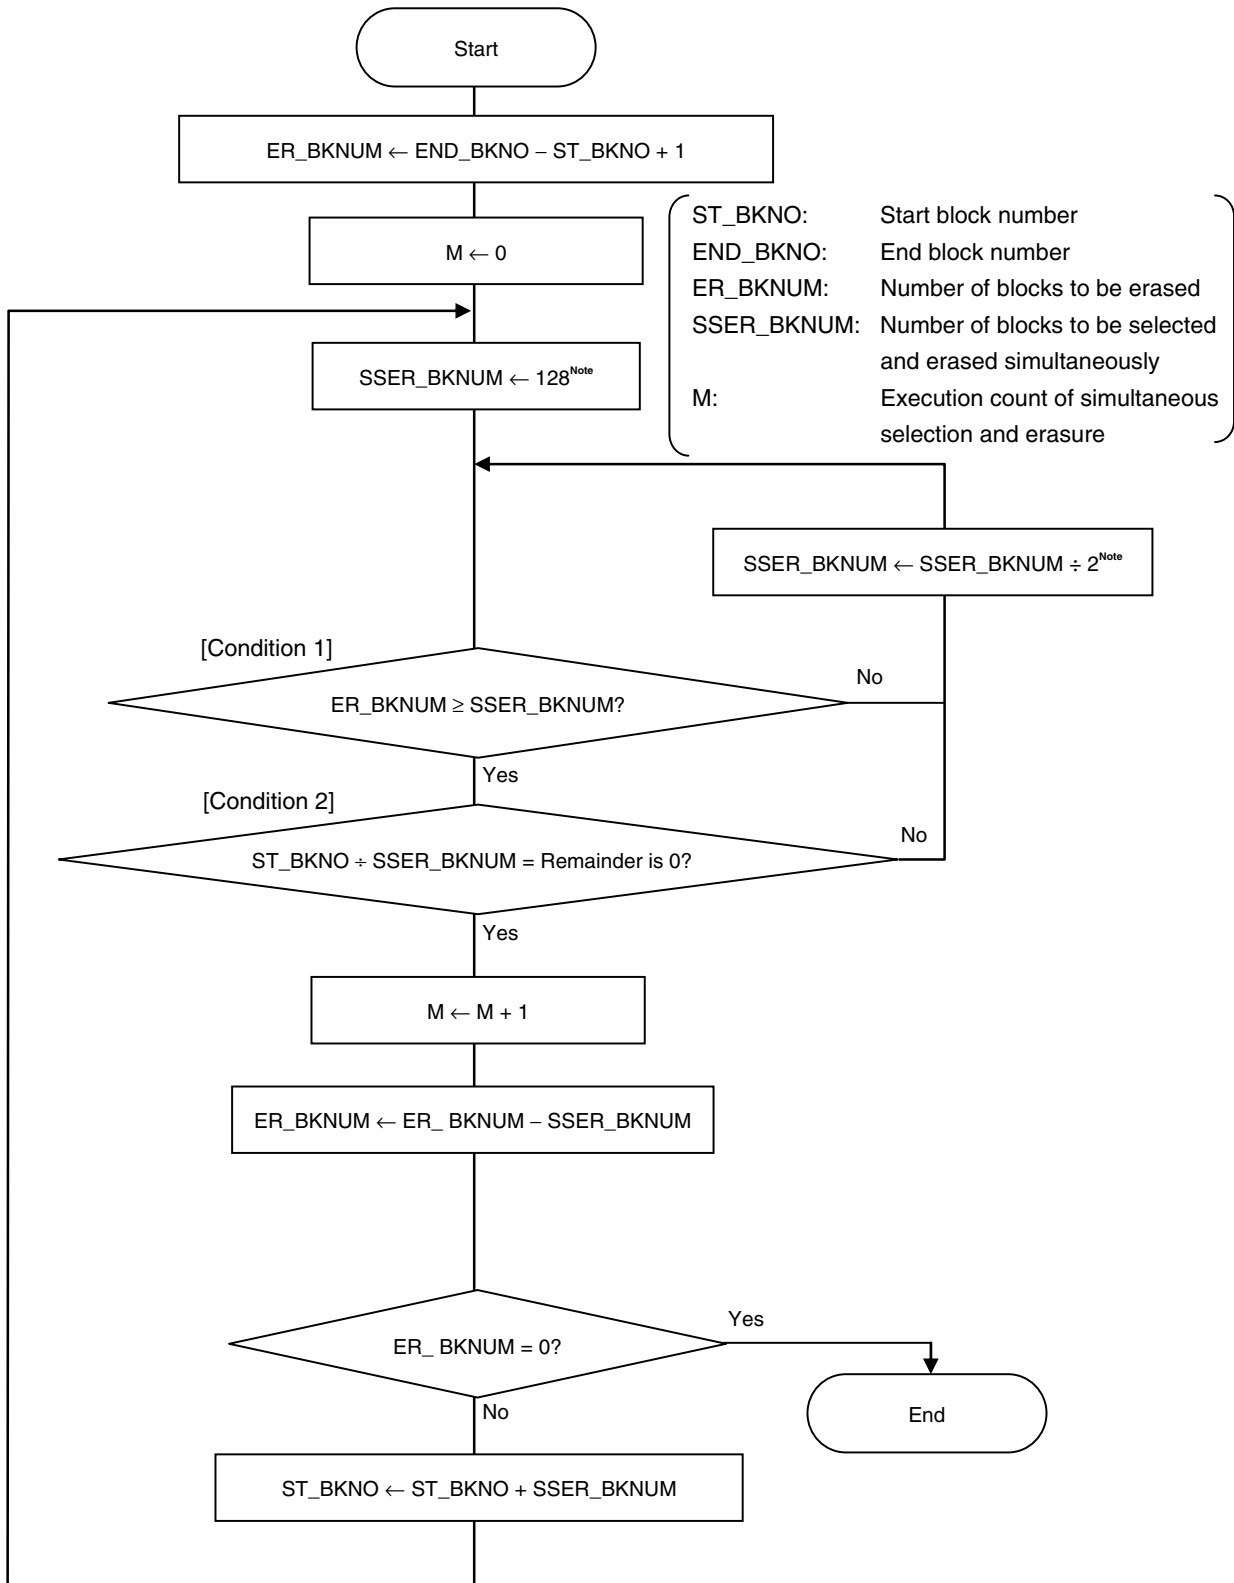 Start
ER_BKNUM ← END_BKNO – ST_BKNO + 1
M ← 0
ST_BKNO: Start block number
END_BKNO: End block number
ER_BKNUM: Number of blocks to be erased
SSER_BKNUM: Number of blocks to be selected
and erased simultaneously
M: Execution count of simultaneous
selection and erasure
SSER_BKNUM ← 128Note
SSER_BKNUM ← SSER_BKNUM ÷ 2Note
[Condition 1]
ER_BKNUM ≥ SSER_BKNUM?
No
Yes
[Condition 2]
ST_BKNO ÷ SSER_BKNUM = Remainder is 0?
No
Yes
M ← M + 1
ER_BKNUM ← ER_ BKNUM – SSER_BKNUM
ER_ BKNUM = 0?
Yes
End
No
ST_BKNO ← ST_BKNO + SSER_BKNUM